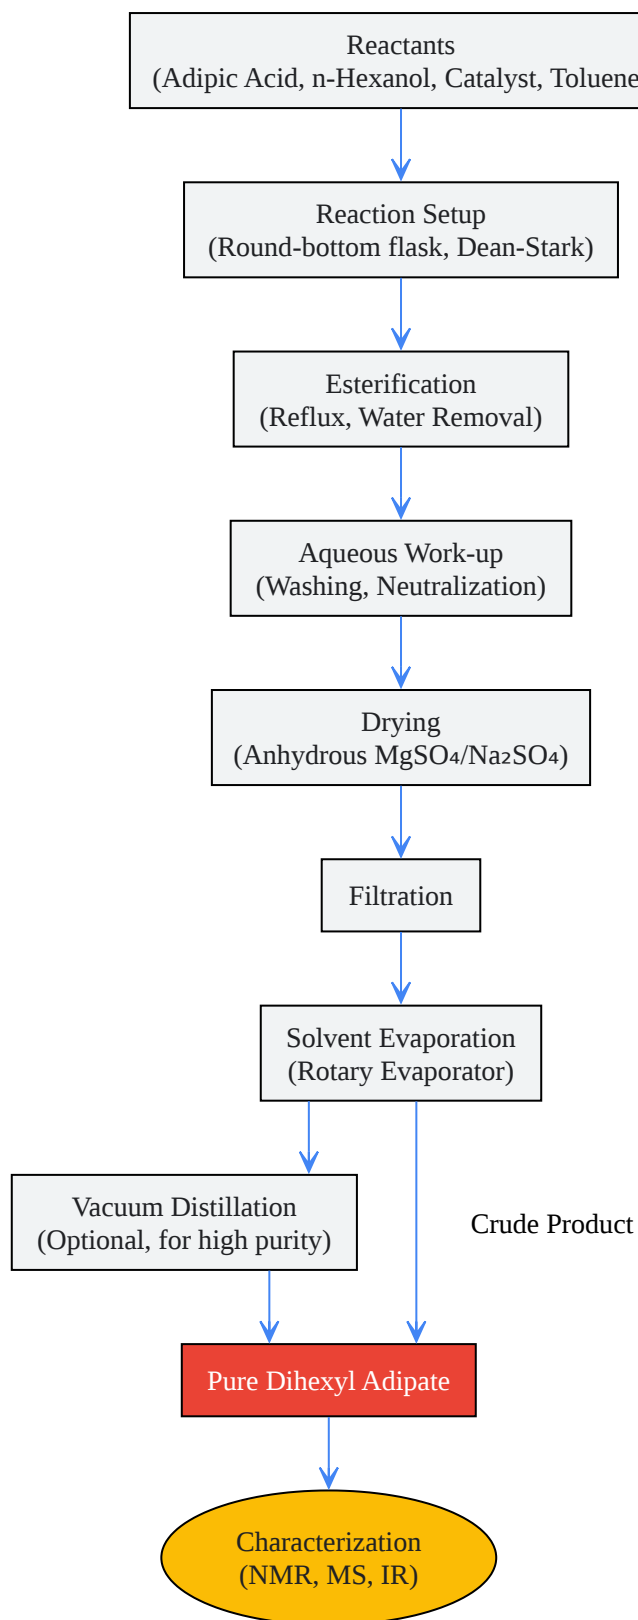 Reactants
(Adipic Acid, n-Hexanol, Catalyst, Toluene
Reaction Setup
(Round-bottom flask, Dean-Stark)
Esterification
(Reflux, Water Removal)
Aqueous Work-up
(Washing, Neutralization)
Drying
(Anhydrous MgSO₄/Na₂SO₄)
Filtration
Solvent Evaporation
(Rotary Evaporator)
Vacuum Distillation
(Optional, for high purity)
Crude Product
Pure Dihexyl Adipate
Characterization
(NMR, MS, IR)